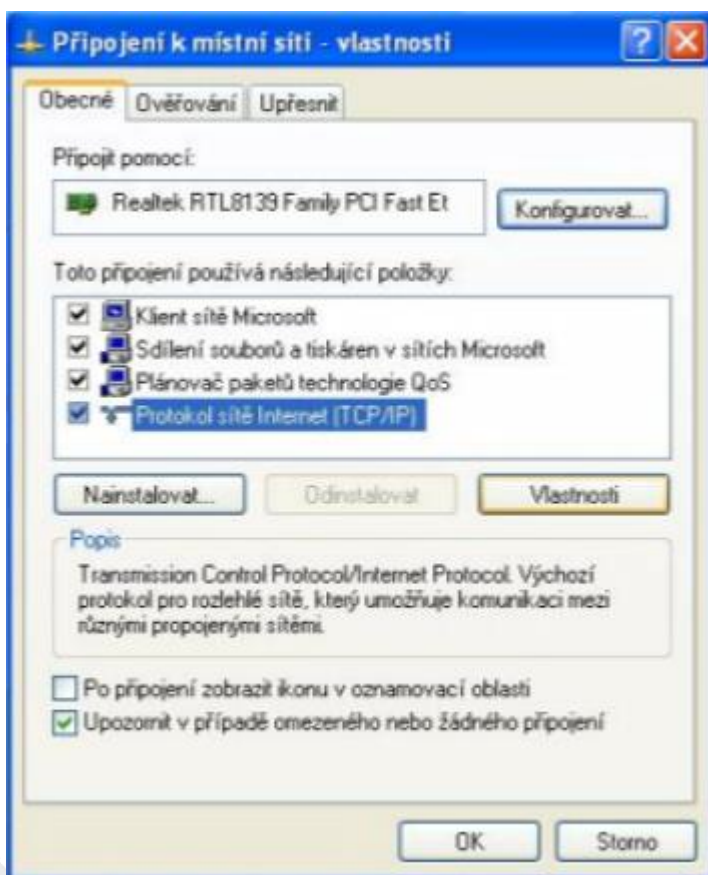 Připojení k místní síti - vlastnosti
Obecné Ověřování Upřesnit
Připojit pomocí:
Realtek RTL8139 Family PCI Fast Et
Konfigurovat...
Toto připojení používá následující položky:
Klient sítě Microsoft
Sdílení souborů a tiskáren v sítích Microsoft
Plánovač paketů technologie QoS
Protokol sítě Internet (TCP/IP)
Nainstalovat... Odinstalovat Vlastnosti
Popis
Transmission Control Protocol/Internet Protocol. Výchozí
protokol pro rozlehlé sítě, který umožňuje komunikaci mezi
různými propojenými sítěmi.
Po připojení zobrazit ikonu v oznamovací oblasti
Upozornit v případě omezeného nebo žádného připojení
OK Storno